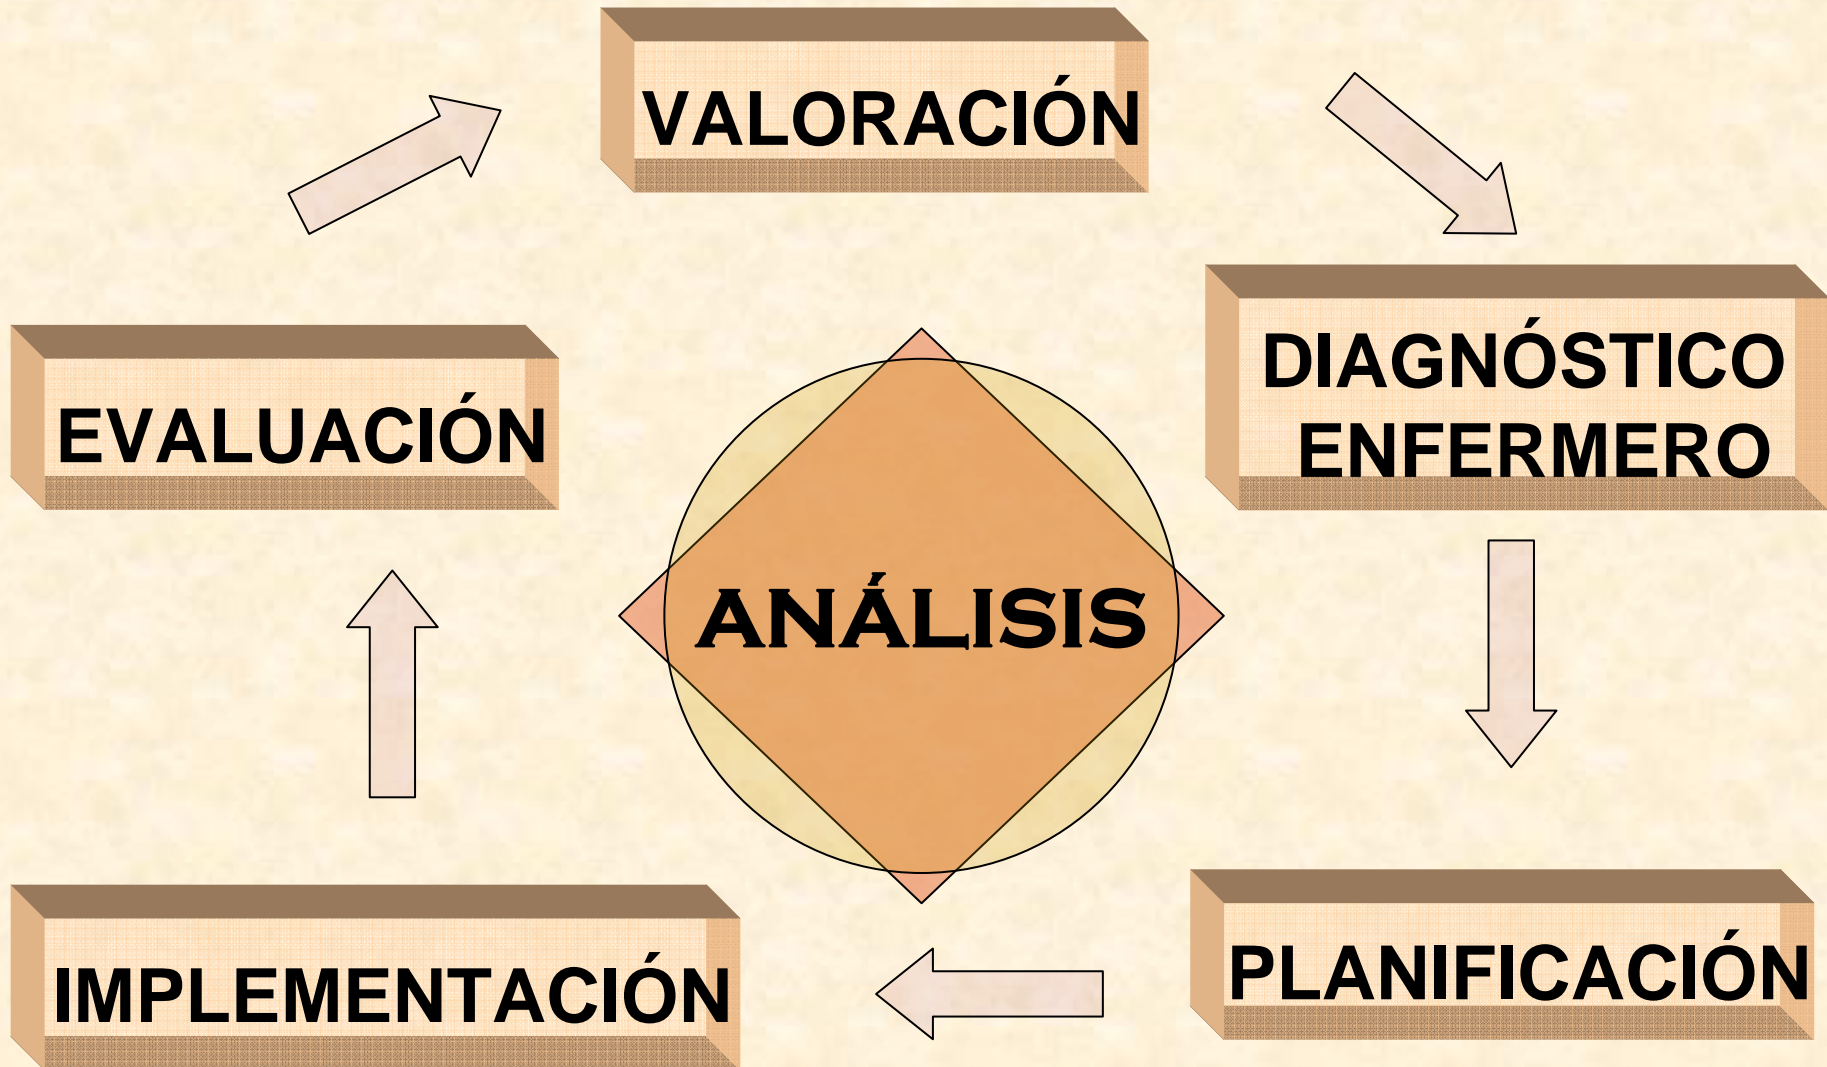 VALORACIÓN
DIAGNÓSTICO
ENFERMERO
EVALUACIÓN
ANÁLISIS
PLANIFICACIÓN
IMPLEMENTACIÓN